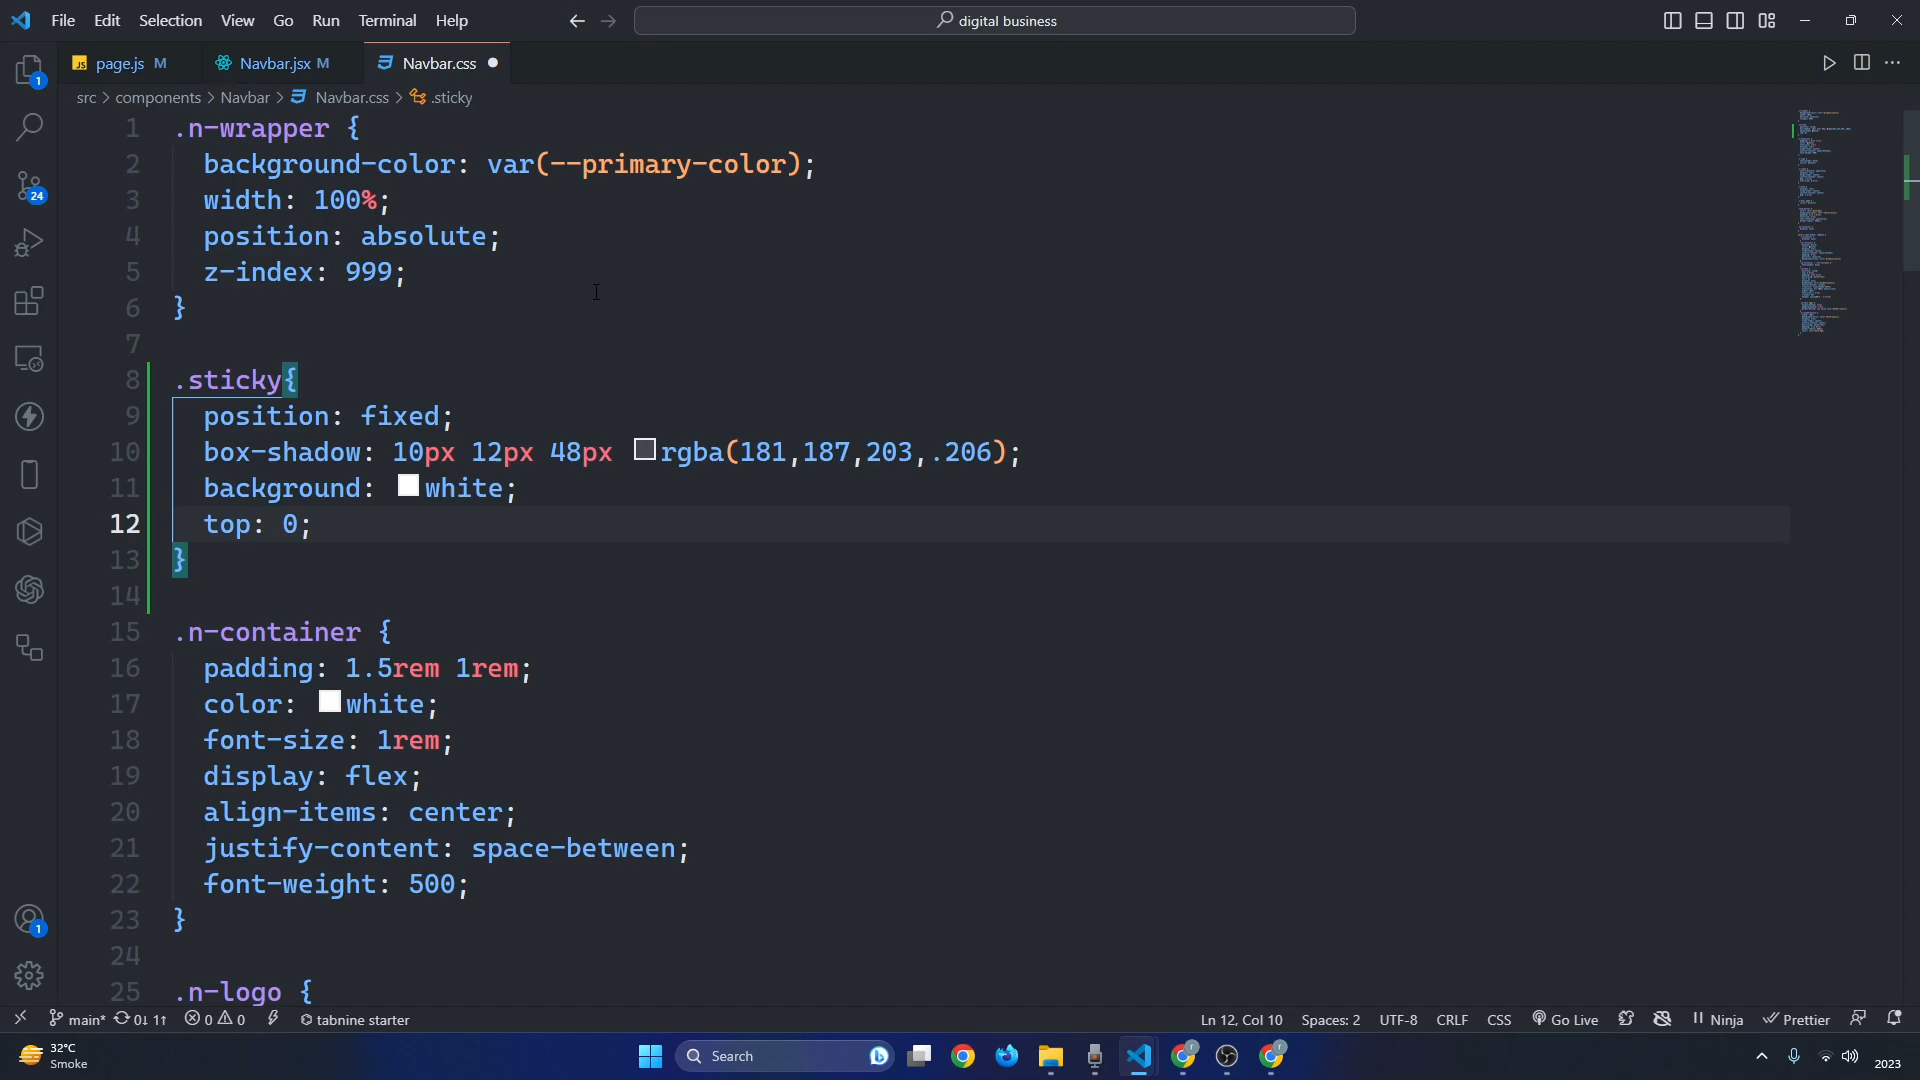 File Edit Selection View Go Run Terminal Help
digital business
page.js M
Navbar.jsx M
Navbar.css
src > components > Navbar > Navbar.css > .sticky
1 .n-wrapper {
2 background-color: var(--primary-color);
3 width: 100%;
4 position: absolute;
5 z-index: 999;
6 }
7
8 .sticky{
9 position: fixed;
10 box-shadow: 10px 12px 48px rgba(181,187,203,.206);
11 background: white;
12 top: 0;
13 }
14
15 .n-container {
16 padding: 1.5rem 1rem;
17 color: white;
18 font-size: 1rem;
19 display: flex;
20 align-items: center;
21 justify-content: space-between;
22 font-weight: 500;
23 }
24
25 .n-logo {
1
24
1
main* 0↓ 1↑ 0 0 tabnine starter
Ln 12, Col 10 Spaces: 2 UTF-8 CRLF CSS Go Live Ninja Prettier
32°C
Smoke
Search
2023